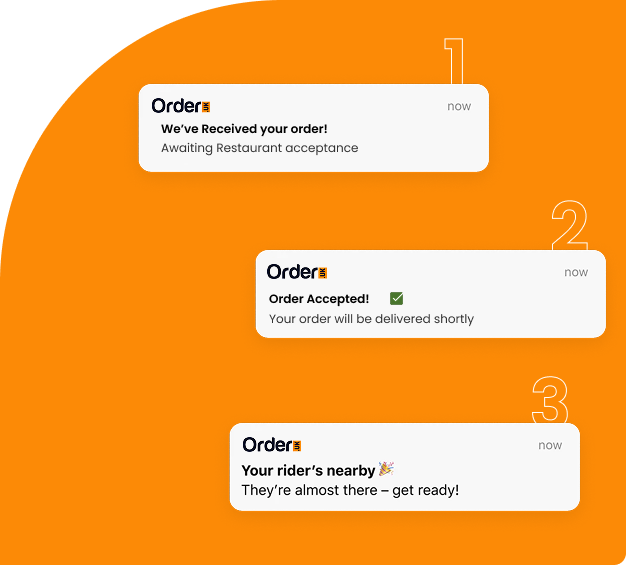 1
Order
now
We’ve Received your order!
Awaiting Restaurant acceptance
2
Order
now
Order Accepted!
Your order will be delivered shortly
3
Order
now
Your rider’s nearby
They’re almost there – get ready!